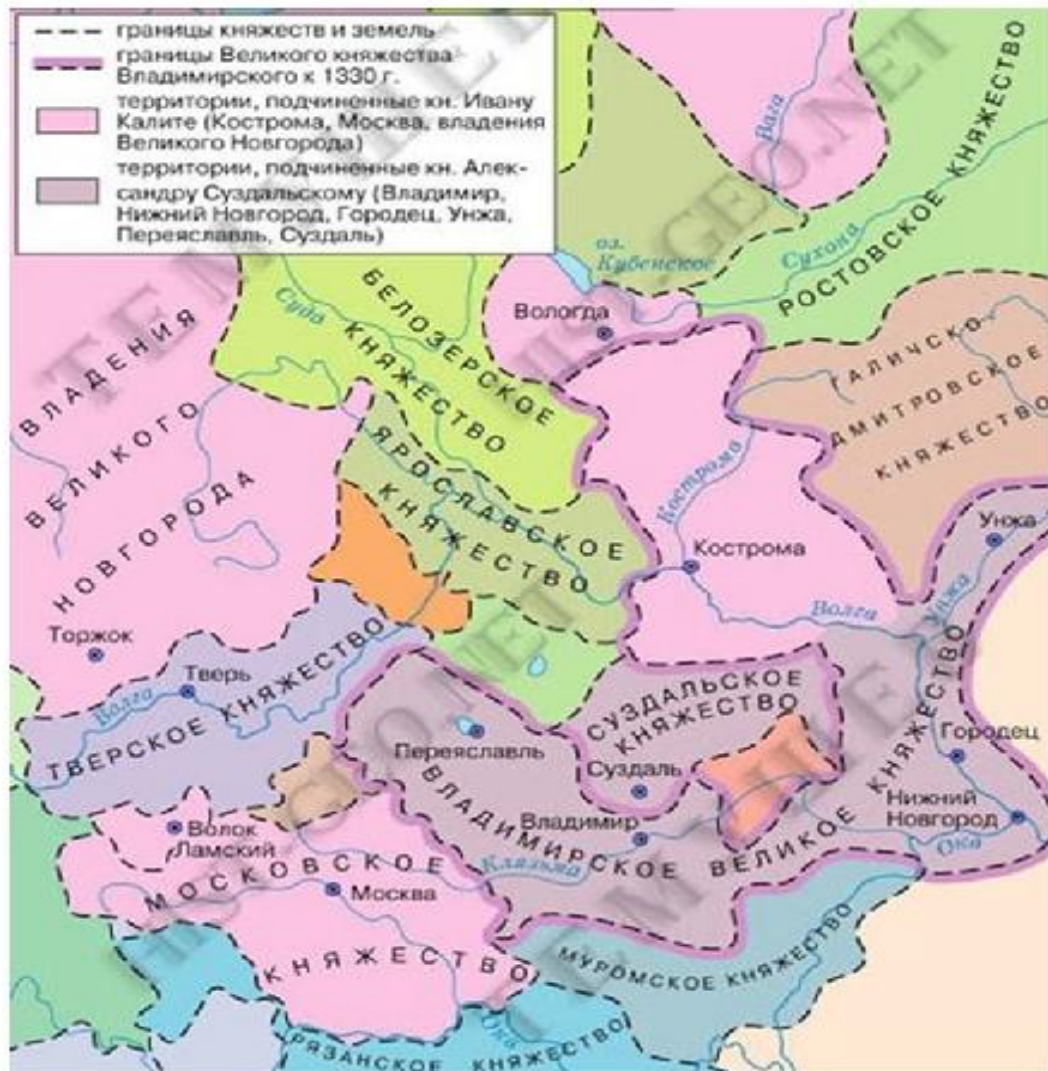 границы княжеств и земель
границы Великого княжества
Владимирского к 1330 г.
территории, подчиненные кн. Ивану
Калите (Кострома, Москва, владения
Великого Новгорода)
территории, подчиненные кн. Алек-
сандру Суздальскому (Владимир,
Нижний Новгород, Городец, Унжа,
Переяславль, Суздаль)
Вага
РОСТОВСКОЕ КНЯЖЕСТВО
Сухона
оз.
Кубенское
Вологда
Суда
БЕЛОЗЕРСКОЕ
КНЯЖЕСТВО
ВЛАДЕНИЯ
ВЕЛИКОГО
НОВГОРОДА
ГАЛИЧСКО
ДМИТРОВСКОЕ
КНЯЖЕСТВО
ЯРОСЛАВСКОЕ
КНЯЖЕСТВО
Кострома
Кострома
Унжа
Унжа
Волга
Торжок
Тверь
Волга
ТВЕРСКОЕ КНЯЖЕСТВО
СУЗДАЛЬСКОЕ
КНЯЖЕСТВО
Суздаль
Переяславль
Городец
Нижний
Новгород
Ока
Владимир
ВЛАДИМИРСКОЕ ВЕЛИКОЕ КНЯЖЕСТВО
Клязьма
Волок
Ламский
МОСКОВСКОЕ
КНЯЖЕСТВО
Москва
МУРОМСКОЕ КНЯЖЕСТВО
Ока
РЯЗАНСКОЕ КНЯЖЕСТВО